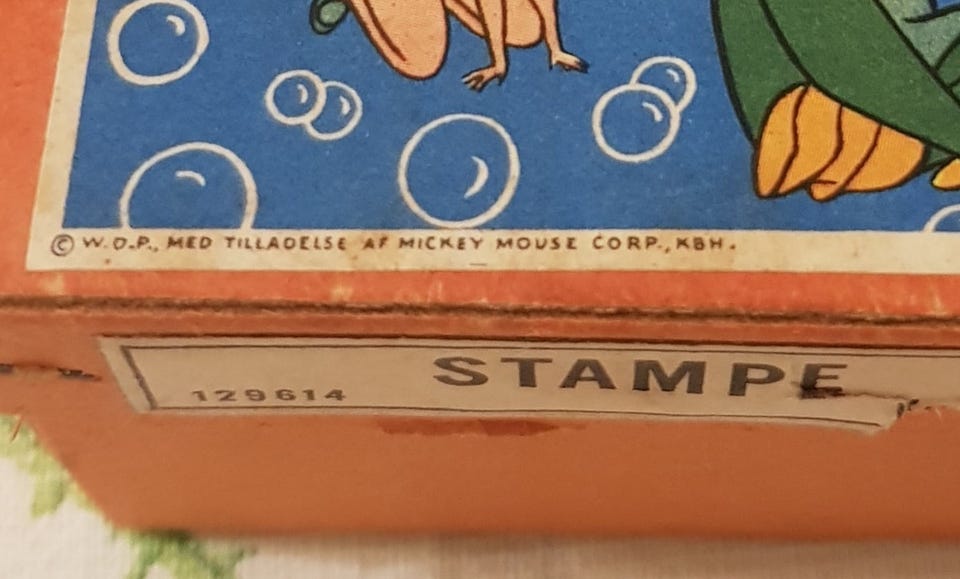 © W.D.P., MED TILLADELSE AF MICKEY MOUSE CORP., KBH.
STAMPE
129614